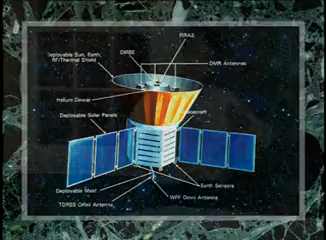 FIRAS
DIRBE
Deployable Sun, Earth,
RF/Thermal Shield
DMR Antennas
Helium Dewar
Deployable Solar Panels
Spacecraft
Deployable Mast
Earth Sensors
WFF Omni Antenna
TDRSS Omni Antenna